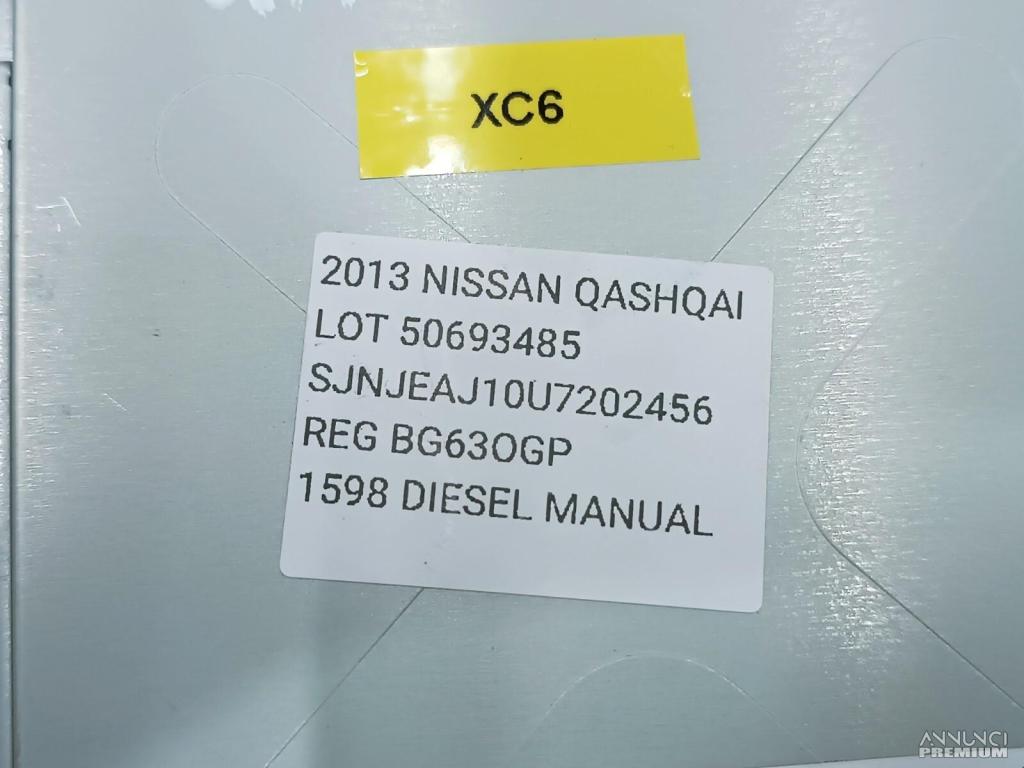 XC6
2013 NISSAN QASHQAI
LOT 50693485
SJNJEAJ10U7202456
REG BG63OGP
1598 DIESEL MANUAL
ANNUNCI
PREMIUM